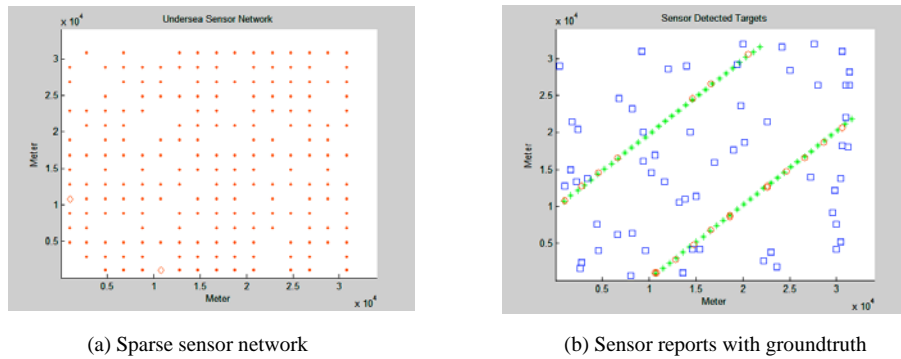 Undersea Sensor Network
x 10^4
3
2.5
2
1.5
1
0.5
Meter
0.5 1 1.5 2 2.5 3
Meter
x 10^4
(a) Sparse sensor network
Sensor Detected Targets
x 10^4
3
2.5
2
1.5
1
0.5
Meter
0.5 1 1.5 2 2.5 3
Meter
x 10^4
(b) Sensor reports with groundtruth